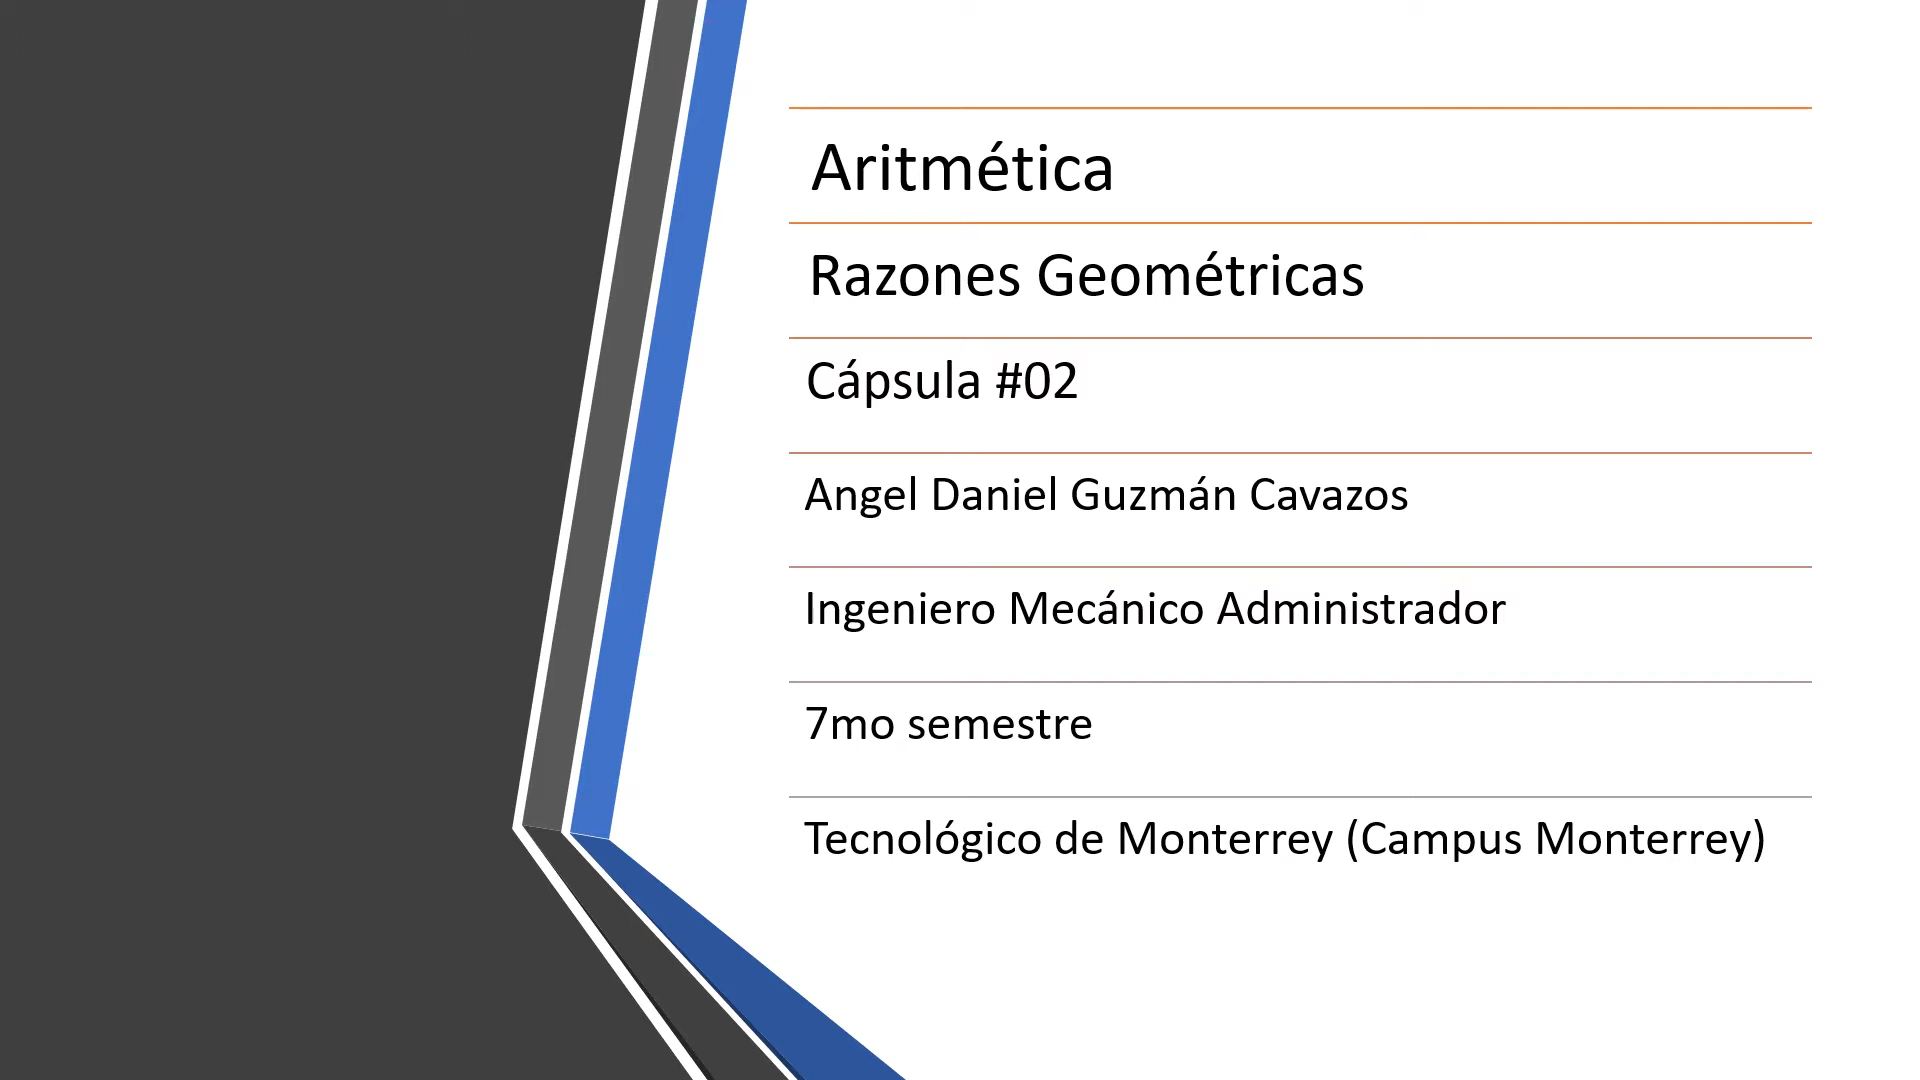 Aritmética
Razones Geométricas
Cápsula #02
Angel Daniel Guzmán Cavazos
Ingeniero Mecánico Administrador
7mo semestre
Tecnológico de Monterrey (Campus Monterrey)